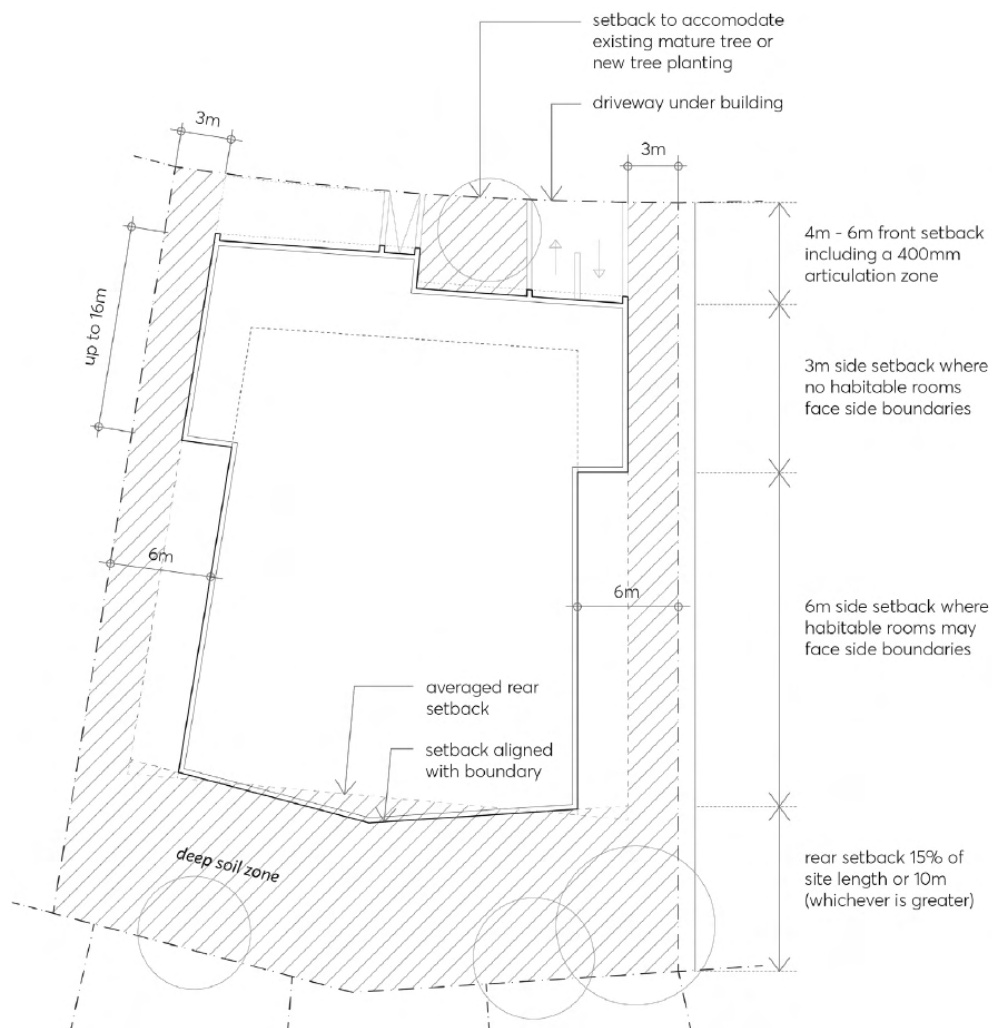 setback to accomodate
existing mature tree or
new tree planting
driveway under building
3m
3m
4m - 6m front setback
including a 400mm
articulation zone
up to 16m
3m side setback where
no habitable rooms
face side boundaries
6m
6m
6m side setback where
habitable rooms may
face side boundaries
averaged rear
setback
setback aligned
with boundary
deep soil zone
rear setback 15% of
site length or 10m
(whichever is greater)